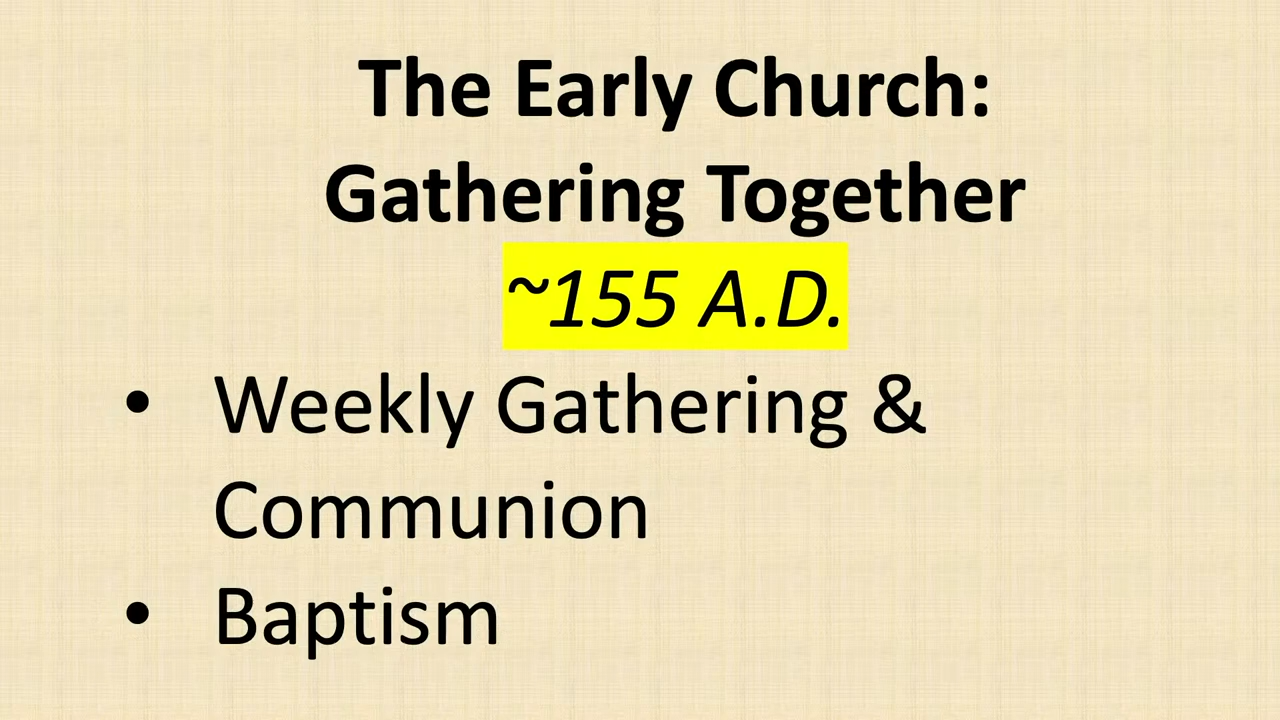 The Early Church:
Gathering Together
~155 A.D.
• Weekly Gathering &
Communion
• Baptism